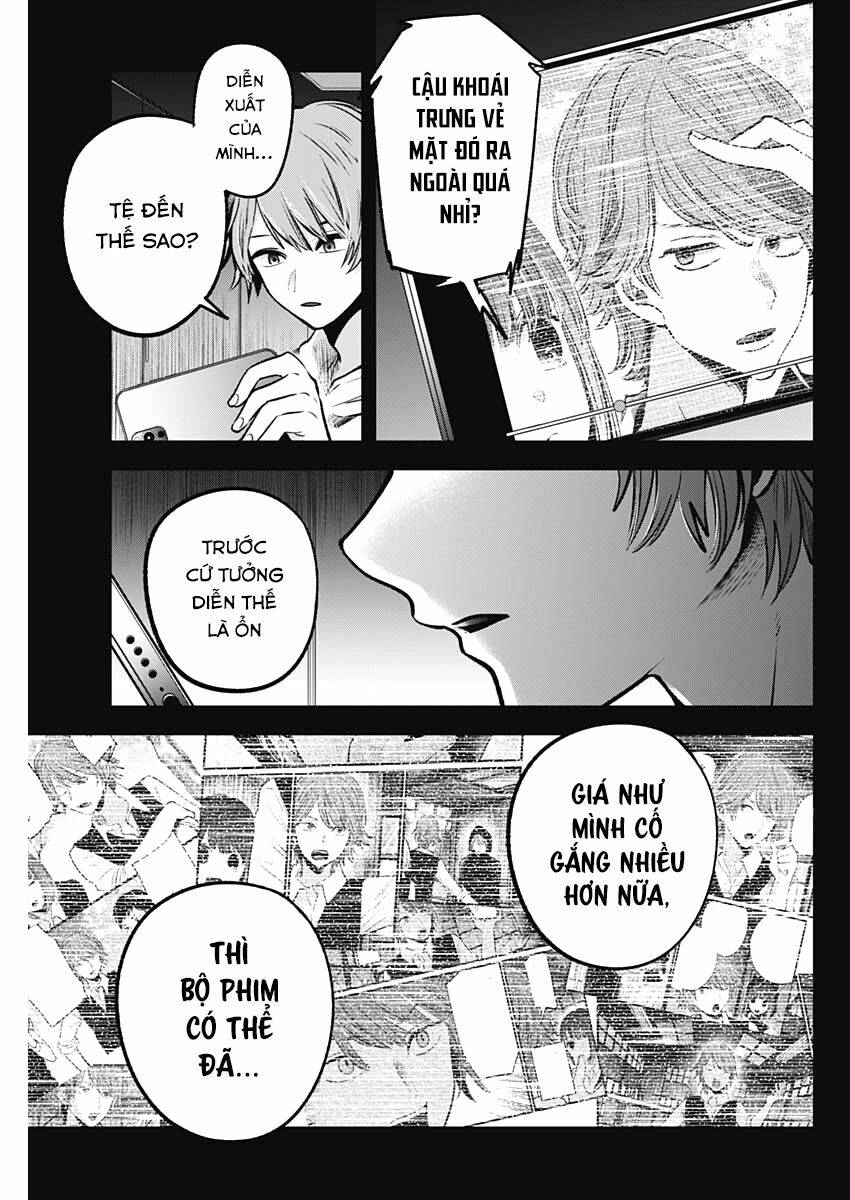 CẬU KHOÁI
TRƯNG VẺ
MẶT ĐÓ RA
NGOÀI QUÁ
NHỈ?
DIỄN
XUẤT
CỦA
MÌNH...
TỆ ĐẾN
THẾ SAO?
TRƯỚC
CỨ TƯỞNG
DIỄN THẾ
LÀ ỔN
GIÁ NHƯ
MÌNH CỐ
GẮNG NHIỀU
HƠN NỮA,
THÌ
BỘ PHIM
CÓ THỂ
ĐÃ...